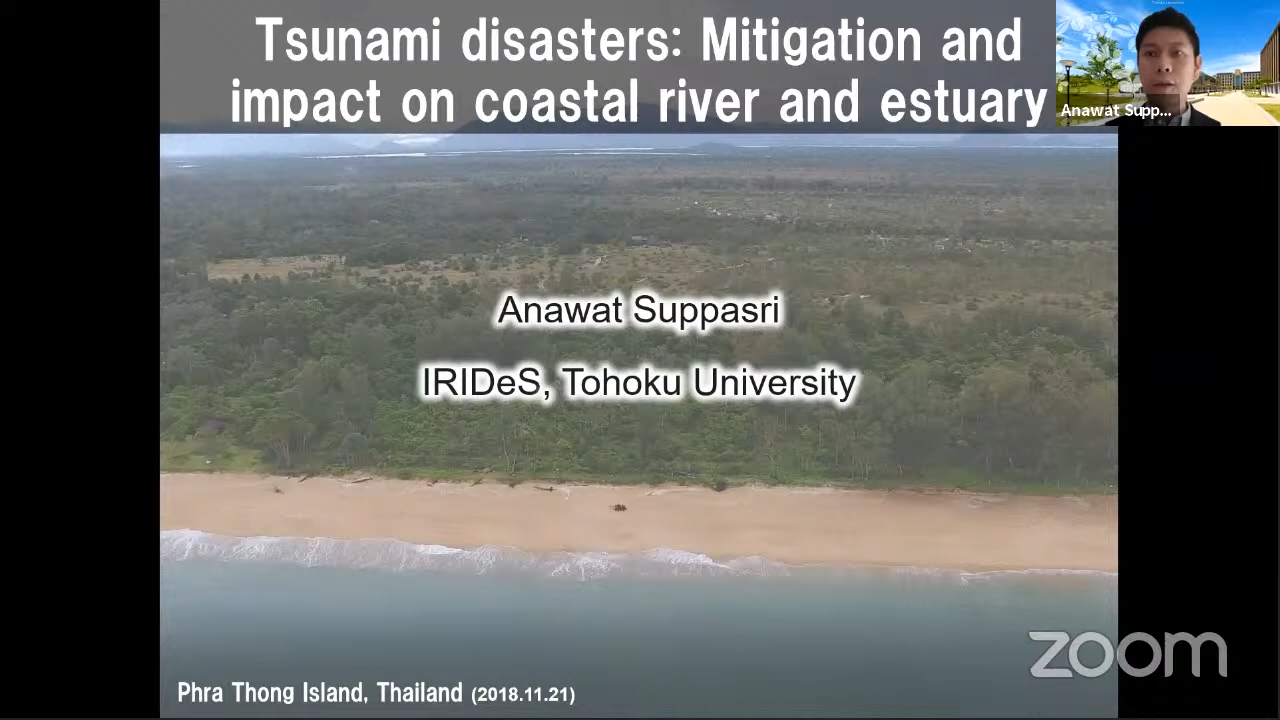 Tsunami disasters: Mitigation and
impact on coastal river and estuary
Anawat Supp...
Anawat Suppasri
IRIDeS, Tohoku University
zoom
Phra Thong Island, Thailand (2018.11.21)